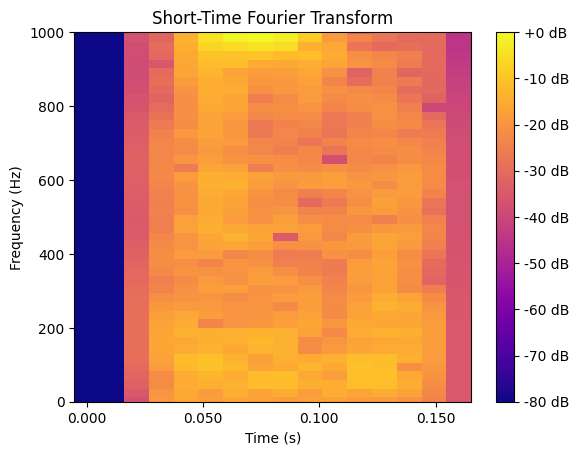 Short-Time Fourier Transform
1000
800
600
400
200
0
Frequency (Hz)
0.000
0.050
0.100
0.150
Time (s)
+0 dB
-10 dB
-20 dB
-30 dB
-40 dB
-50 dB
-60 dB
-70 dB
-80 dB